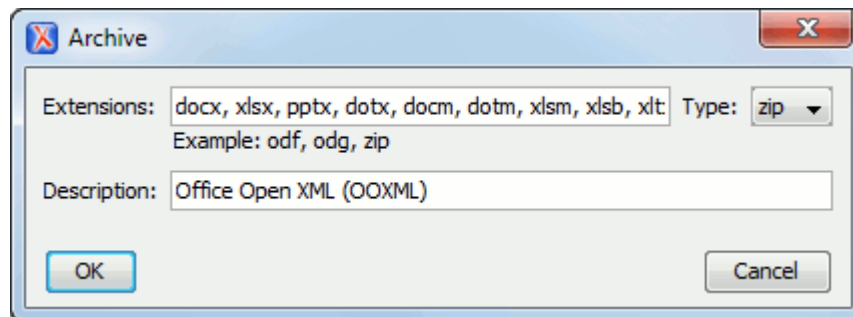 Archive
Extensions: docx, xlsx, pptx, dotx, docm, dotm, xlsm, xlsb, Type: zip
Example: odf, odg, zip
Description: Office Open XML (OOXML)
OK Cancel